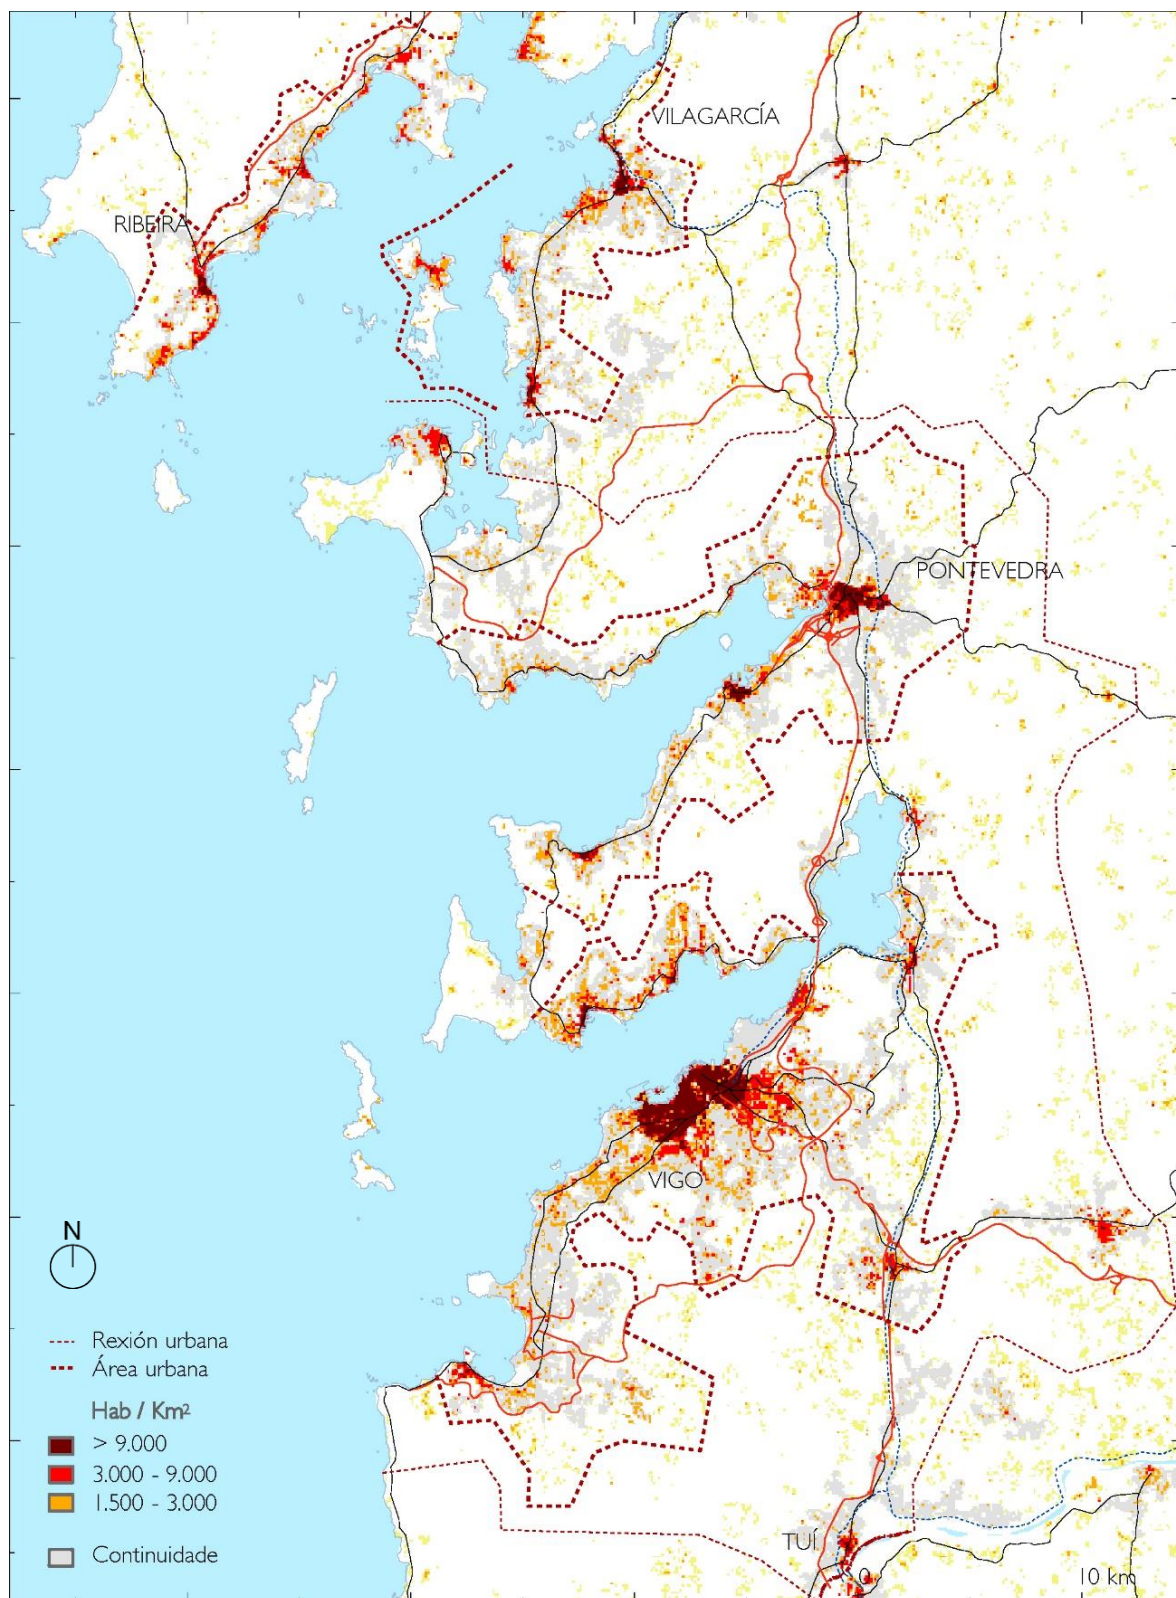 VILAGARCÍA
RIBEIRA
PONTEVEDRA
VIGO
N
Rexión urbana
Área urbana
Hab / Km²
> 9.000
3.000 - 9.000
1.500 - 3.000
Continuidade
TUÍ
0
10 km